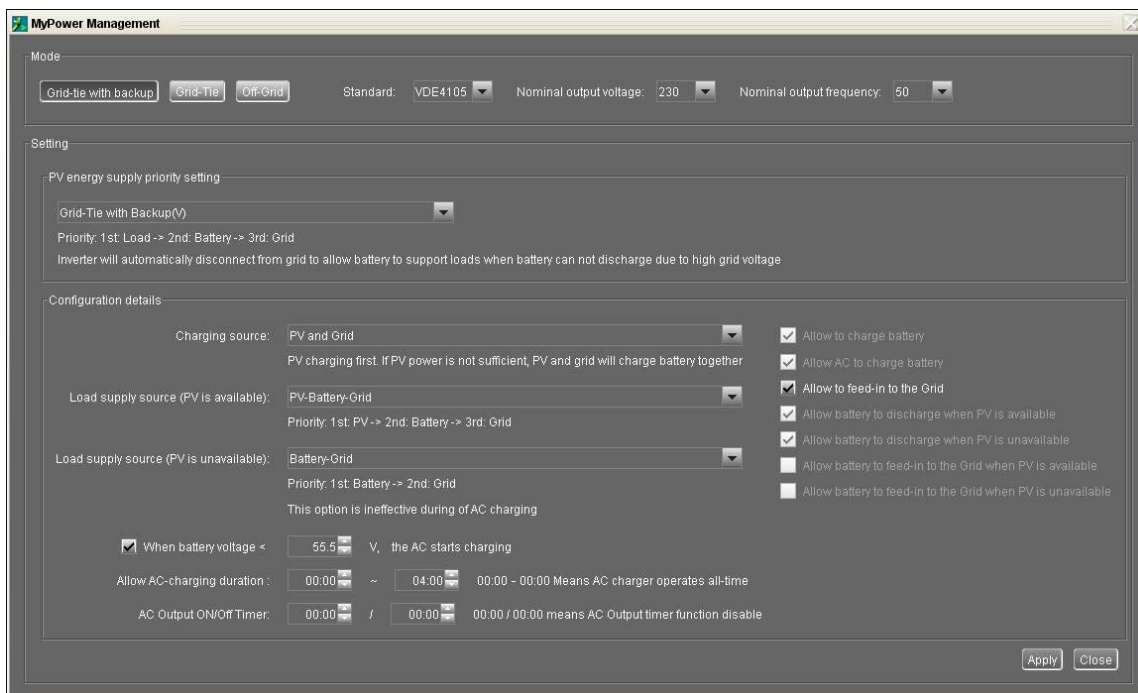 MyPower Management
Mode
Grid-tie with backup Grid-Tie Off-Grid Standard: VDE4105 Nominal output voltage: 230 Nominal output frequency: 50
Setting
PV energy supply priority setting
Grid-Tie with Backup(V)
Priority: 1st: Load -> 2nd: Battery -> 3rd: Grid
Inverter will automatically disconnect from grid to allow battery to support loads when battery can not discharge due to high grid voltage
Configuration details
Charging source: PV and Grid
PV charging first. If PV power is not sufficient, PV and grid will charge battery together
Load supply source (PV is available): PV-Battery-Grid
Priority: 1st: PV -> 2nd: Battery -> 3rd: Grid
Load supply source (PV is unavailable): Battery-Grid
Priority: 1st: Battery -> 2nd: Grid
This option is ineffective during of AC charging
Allow to charge battery
Allow AC to charge battery
Allow to feed-in to the Grid
Allow battery to discharge when PV is available
Allow battery to discharge when PV is unavailable
Allow battery to feed-in to the Grid when PV is available
Allow battery to feed-in to the Grid when PV is unavailable
When battery voltage < 55.5 V, the AC starts charging
Allow AC-charging duration : 00:00 ~ 04:00 00:00 - 00:00 Means AC charger operates all-time
AC Output ON/Off Timer: 00:00 / 00:00 00:00 / 00:00 means AC Output timer function disable
Apply Close